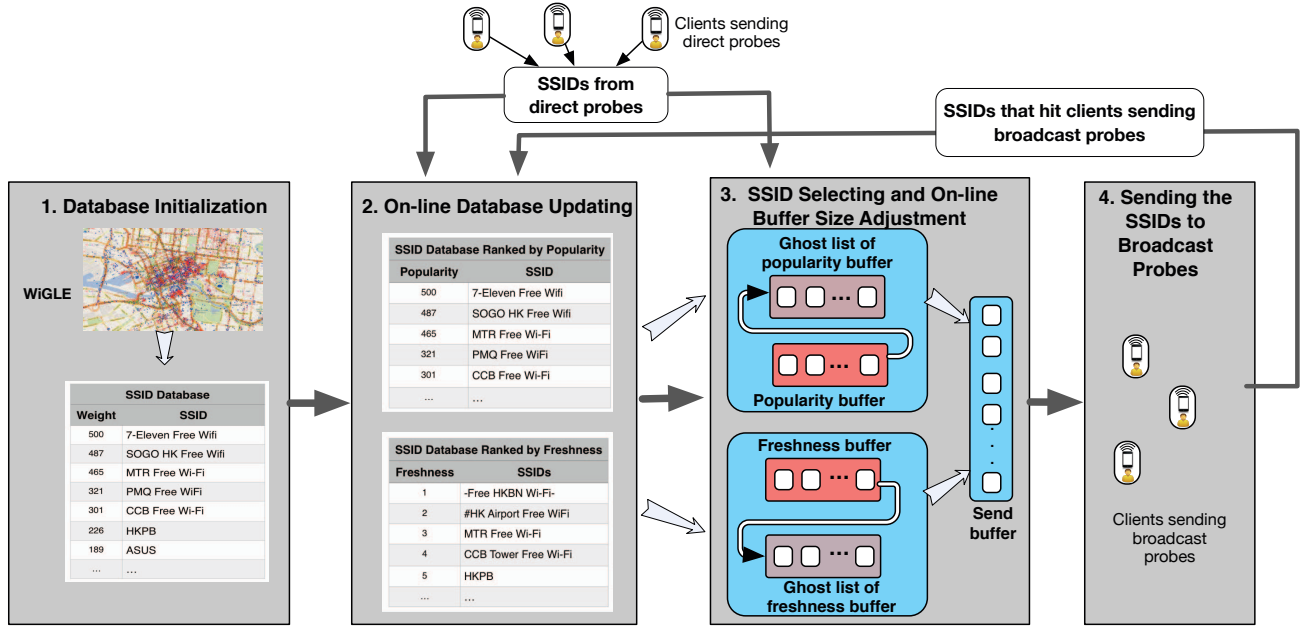 Clients sending
direct probes
SSIDs from
direct probes
SSIDs that hit clients sending
broadcast probes
1. Database Initialization
WiGLE
SSID Database
Weight SSID
500 7-Eleven Free Wifi
487 SOGO HK Free Wifi
465 MTR Free Wi-Fi
321 PMQ Free WiFi
301 CCB Free Wi-Fi
226 HKPB
189 ASUS
... ...
2. On-line Database Updating
SSID Database Ranked by Popularity
Popularity SSID
500 7-Eleven Free Wifi
487 SOGO HK Free Wifi
465 MTR Free Wi-Fi
321 PMQ Free WiFi
301 CCB Free Wi-Fi
... ...
SSID Database Ranked by Freshness
Freshness SSIDs
1 -Free HKBN Wi-Fi-
2 #HK Airport Free WiFi
3 MTR Free Wi-Fi
4 CCB Tower Free Wi-Fi
5 HKPB
... ...
3. SSID Selecting and On-line
Buffer Size Adjustment
Ghost list of
popularity buffer
...
...
Popularity buffer
Freshness buffer
...
...
Ghost list of
freshness buffer
Send
buffer
4. Sending the
SSIDs to
Broadcast
Probes
Clients sending
broadcast
probes